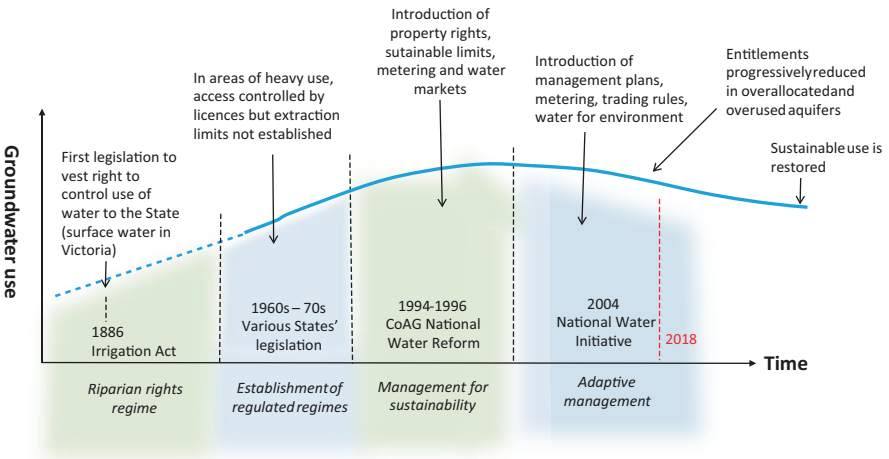 Introduction of
property rights,
sutainable limits,
metering and water
markets
In areas of heavy use,
access controlled by
licences but extraction
limits not established
Introduction of
management plans,
metering, trading rules,
water for environment
Entitlements
progressively reduced
in overallocated and
overused aquifers
Sustainable use is
restored
First legislation to
vest right to
control use of
water to the State
(surface water in
Victoria)
Groundwater use
1886
Irrigation Act
1960s – 70s
Various States'
legislation
1994-1996
CoAG National
Water Reform
2004
National Water
Initiative
2018
Time
Riparian rights
regime
Establishment of
regulated regimes
Management for
sustainability
Adaptive
management